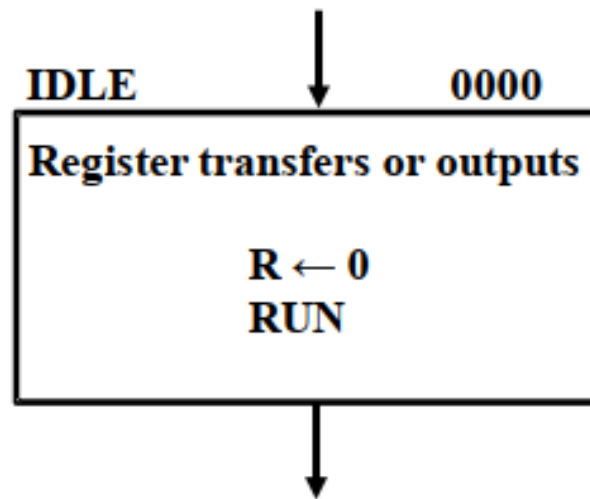 IDLE 0000
Register transfers or outputs
R ← 0
RUN